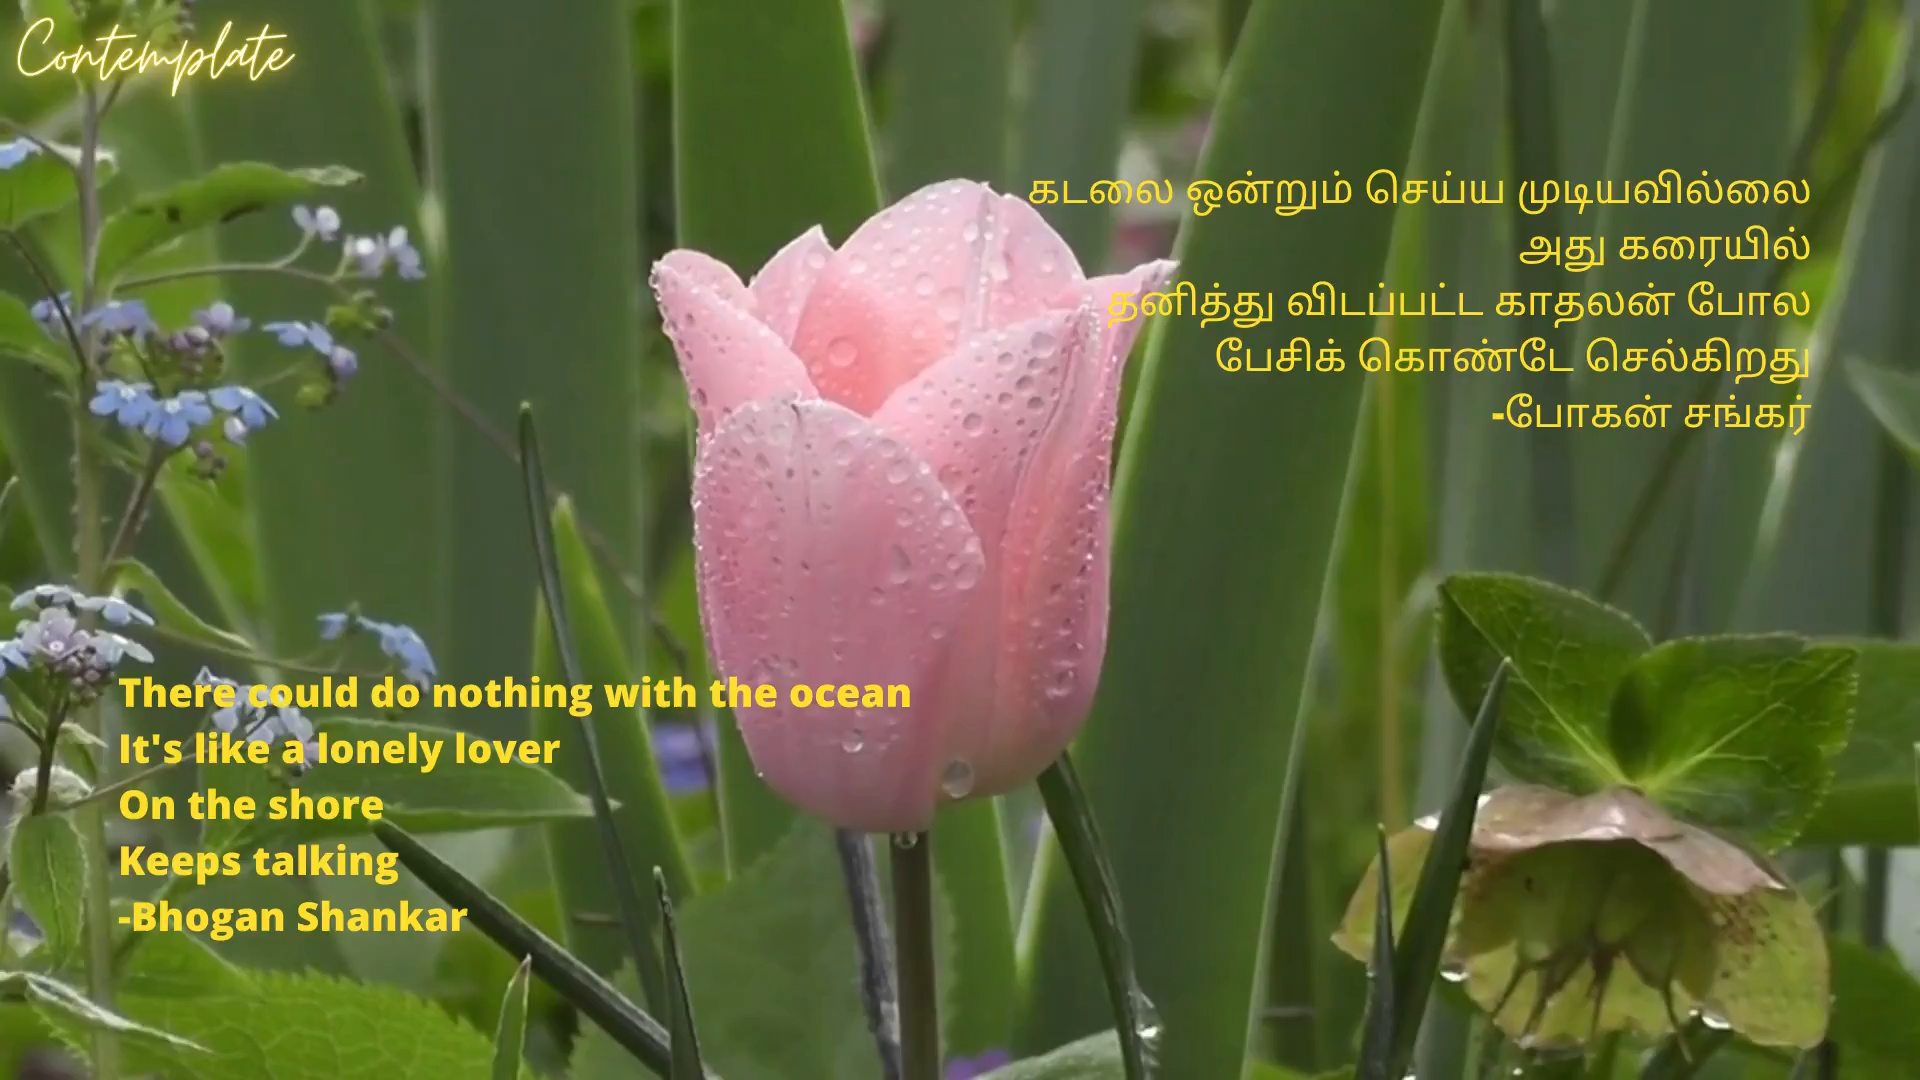 Contemplate
கடலை ஒன்றும் செய்ய முடியவில்லை
அது கரையில்
தனித்து விடப்பட்ட காதலன் போல
பேசிக் கொண்டே செல்கிறது
-போகன் சங்கர்
There could do nothing with the ocean
It's like a lonely lover
On the shore
Keeps talking
-Bhogan Shankar